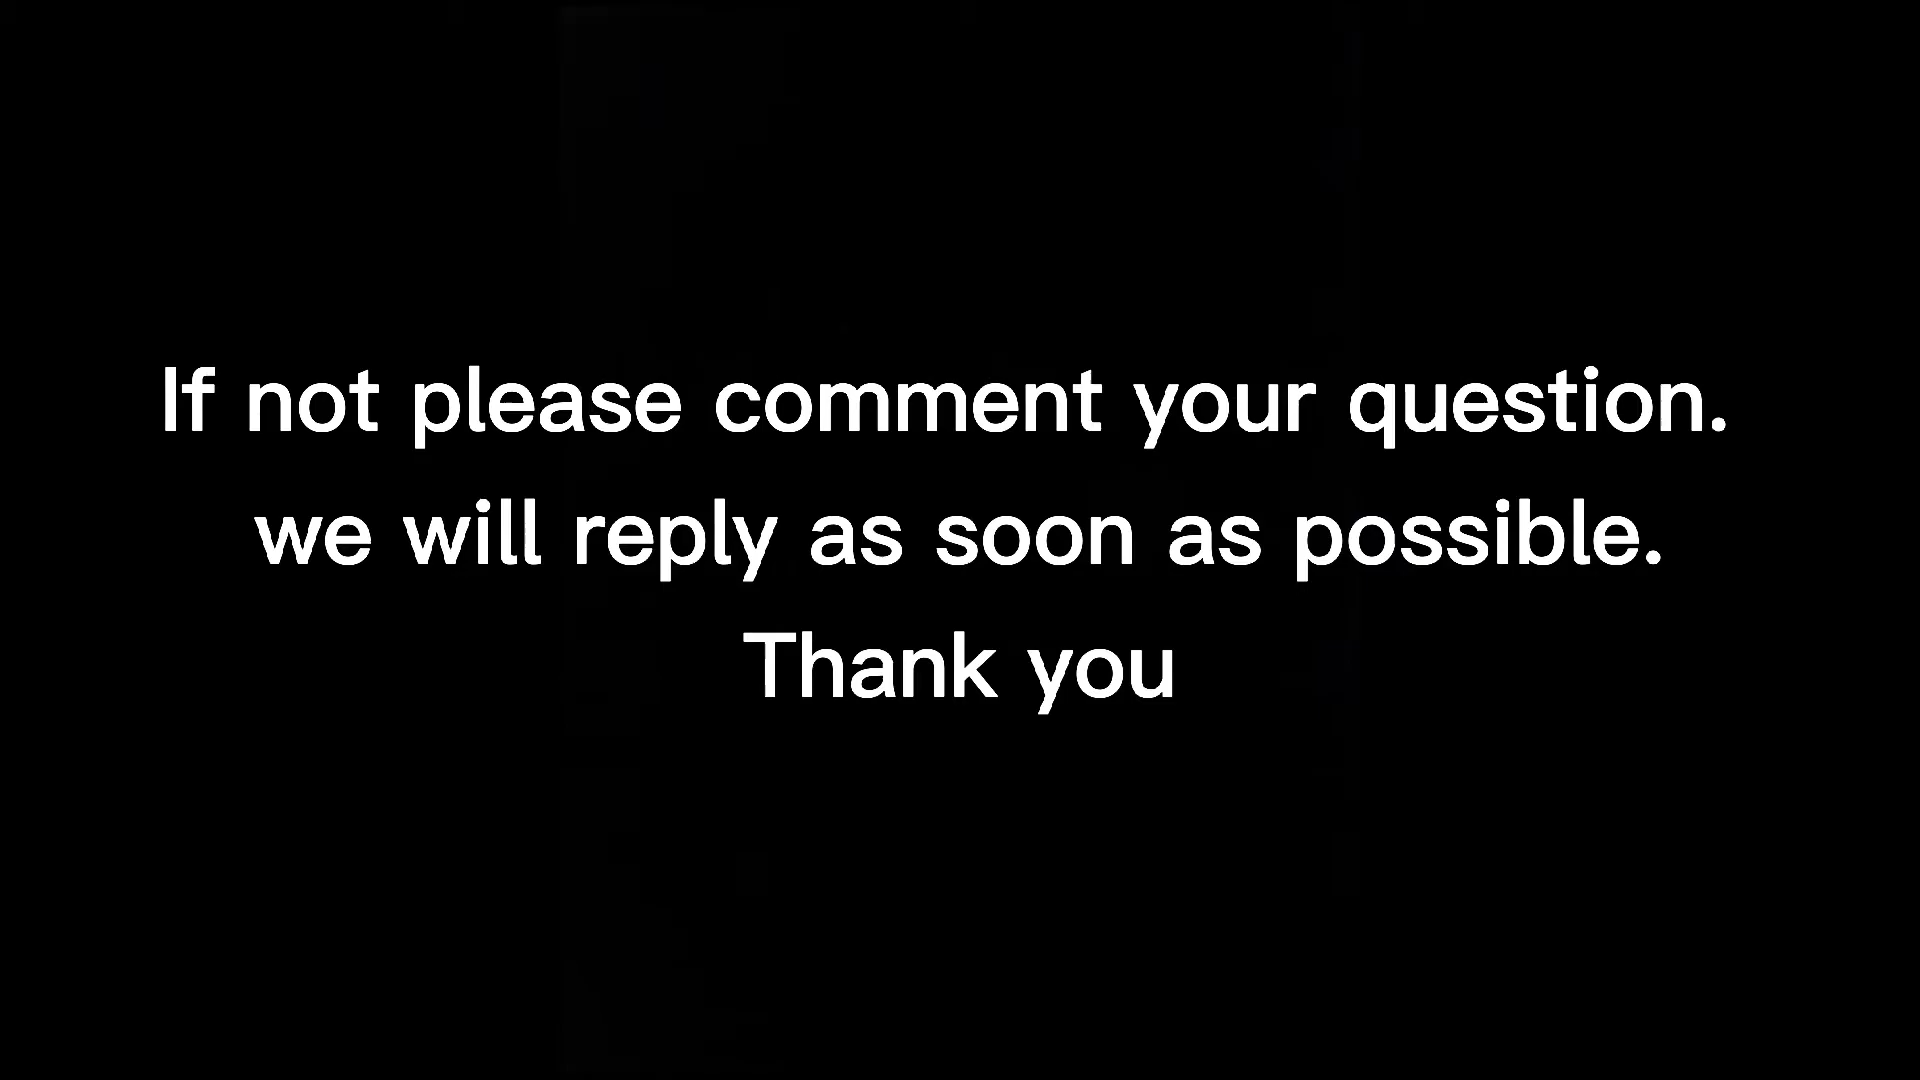 If not please comment your question.
we will reply as soon as possible.
Thank you